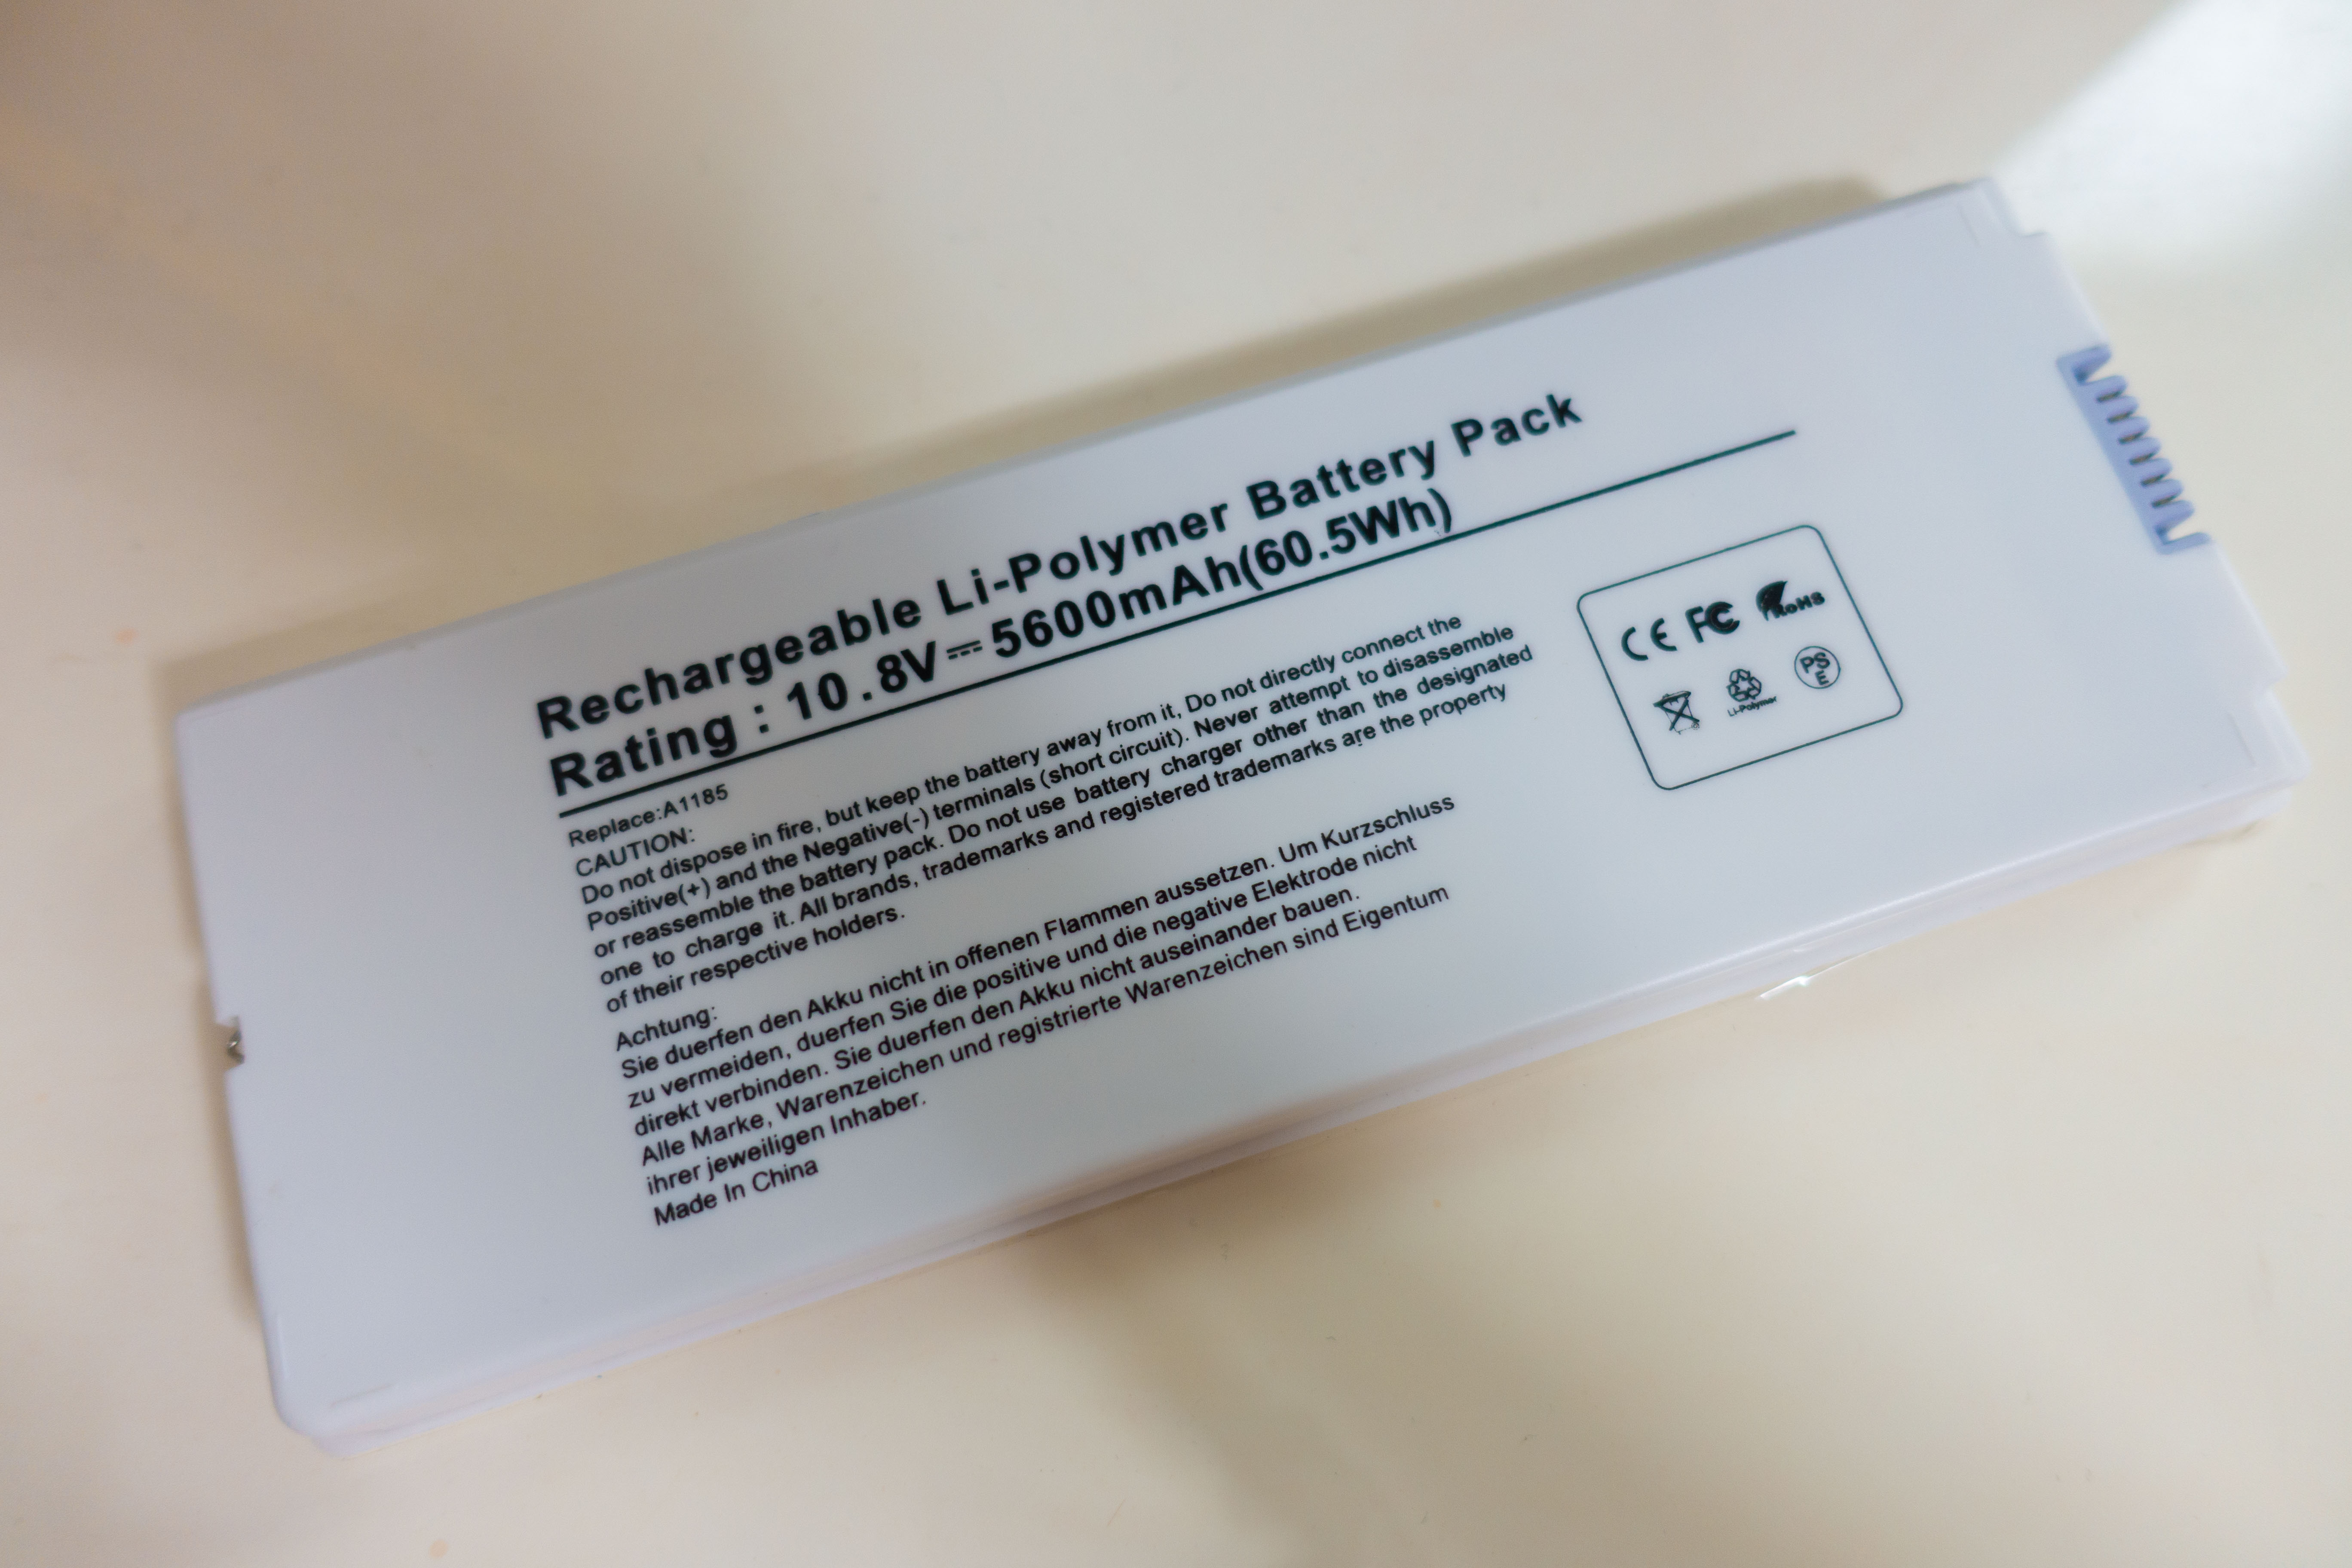 Rechargeable Li-Polymer Battery Pack
Rating : 10.8V⎓5600mAh(60.5Wh)
Replace:A1185
CAUTION:
Do not dispose in fire, but keep the battery away from it, Do not directly connect the
Positive(+) and the Negative(-) terminals (short circuit). Never attempt to disassemble
or reassemble the battery pack. Do not use battery charger other than the designated
one to charge it. All brands, trademarks and registered trademarks are the property
of their respective holders.
Achtung:
Sie duerfen den Akku nicht in offenen Flammen aussetzen. Um Kurzschluss
zu vermeiden, duerfen Sie die positive und die negative Elektrode nicht
direkt verbinden. Sie duerfen den Akku nicht auseinander bauen.
Alle Marke, Warenzeichen und registrierte Warenzeichen sind Eigentum
ihrer jeweiligen Inhaber.
Made In China
CE FC RoHS
Li-Polymer
PS
E